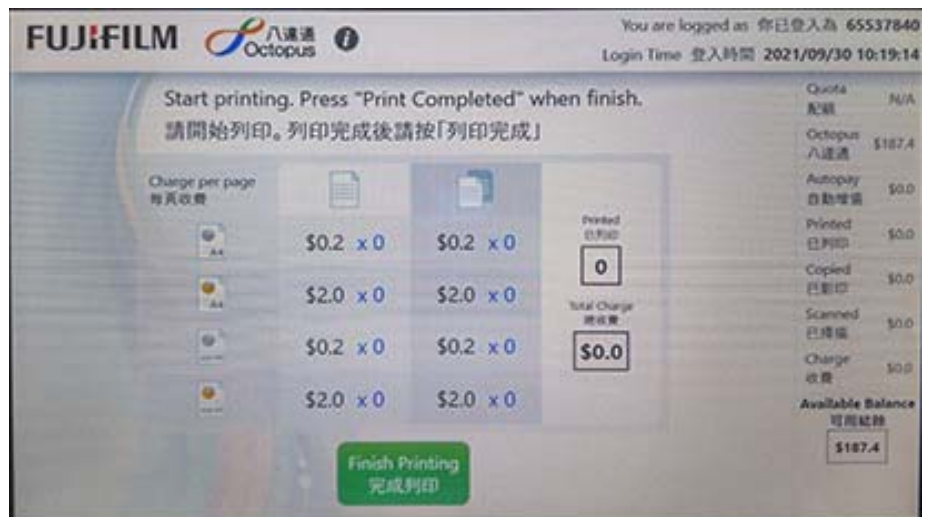 FUJIFILM
八達通
Octopus
i
You are logged as 你已登入為 65537840
Login Time 登入時間 2021/09/30 10:19:14
Start printing. Press "Print Completed" when finish.
請開始列印。列印完成後請按「列印完成」
Charge per page
每頁收費
A4
$0.2 x 0
$0.2 x 0
A4
$2.0 x 0
$2.0 x 0
$0.2 x 0
$0.2 x 0
$2.0 x 0
$2.0 x 0
Printed
已列印
0
Total Charge
總收費
$0.0
Finish Printing
完成列印
Quota
配額
N/A
Octopus
八達通
$187.4
Autopay
自動增值
$0.0
Printed
已列印
$0.0
Copied
已影印
$0.0
Scanned
已掃描
$0.0
Charge
收費
$0.0
Available Balance
可用結餘
$187.4